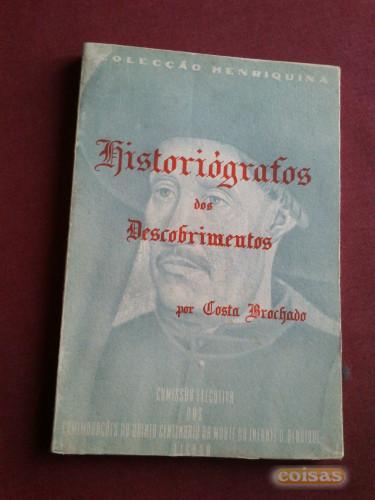 COLECÇÃO HENRIQUINA
Historiógrafos
dos
Descobrimentos
por Costa Brochado
COMISSÃO EXECUTIVA
DAS
COMEMORAÇÕES DO QUINTO CENTENÁRIO DA MORTE DO INFANTE D. HENRIQUE
LISBOA
coisas